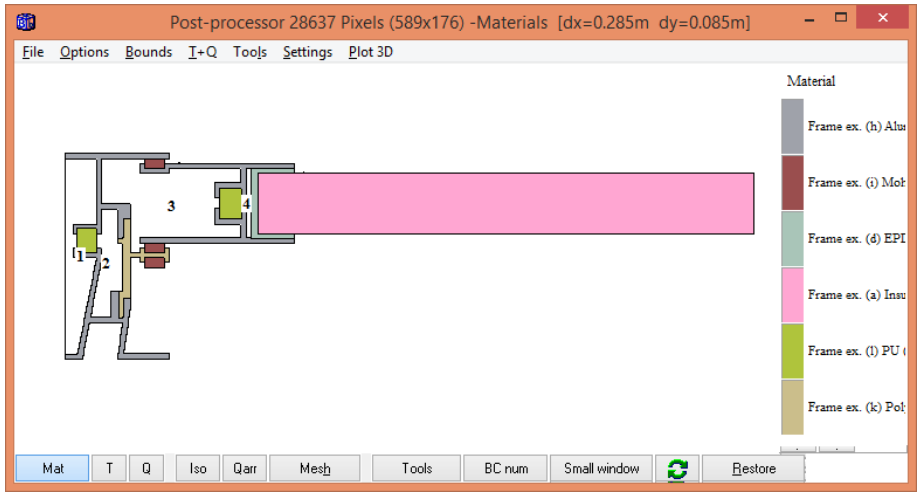 Post-processor 28637 Pixels (589x176) -Materials [dx=0.285m dy=0.085m]
File Options Bounds T+Q Tools Settings Plot 3D
Material
Frame ex. (h) Alu
Frame ex. (i) Moh
Frame ex. (d) EPD
Frame ex. (a) Insu
Frame ex. (l) PU (
Frame ex. (k) Pol
3
4
1
2
Mat T Q Iso Qarr Mesh Tools BC num Small window Restore